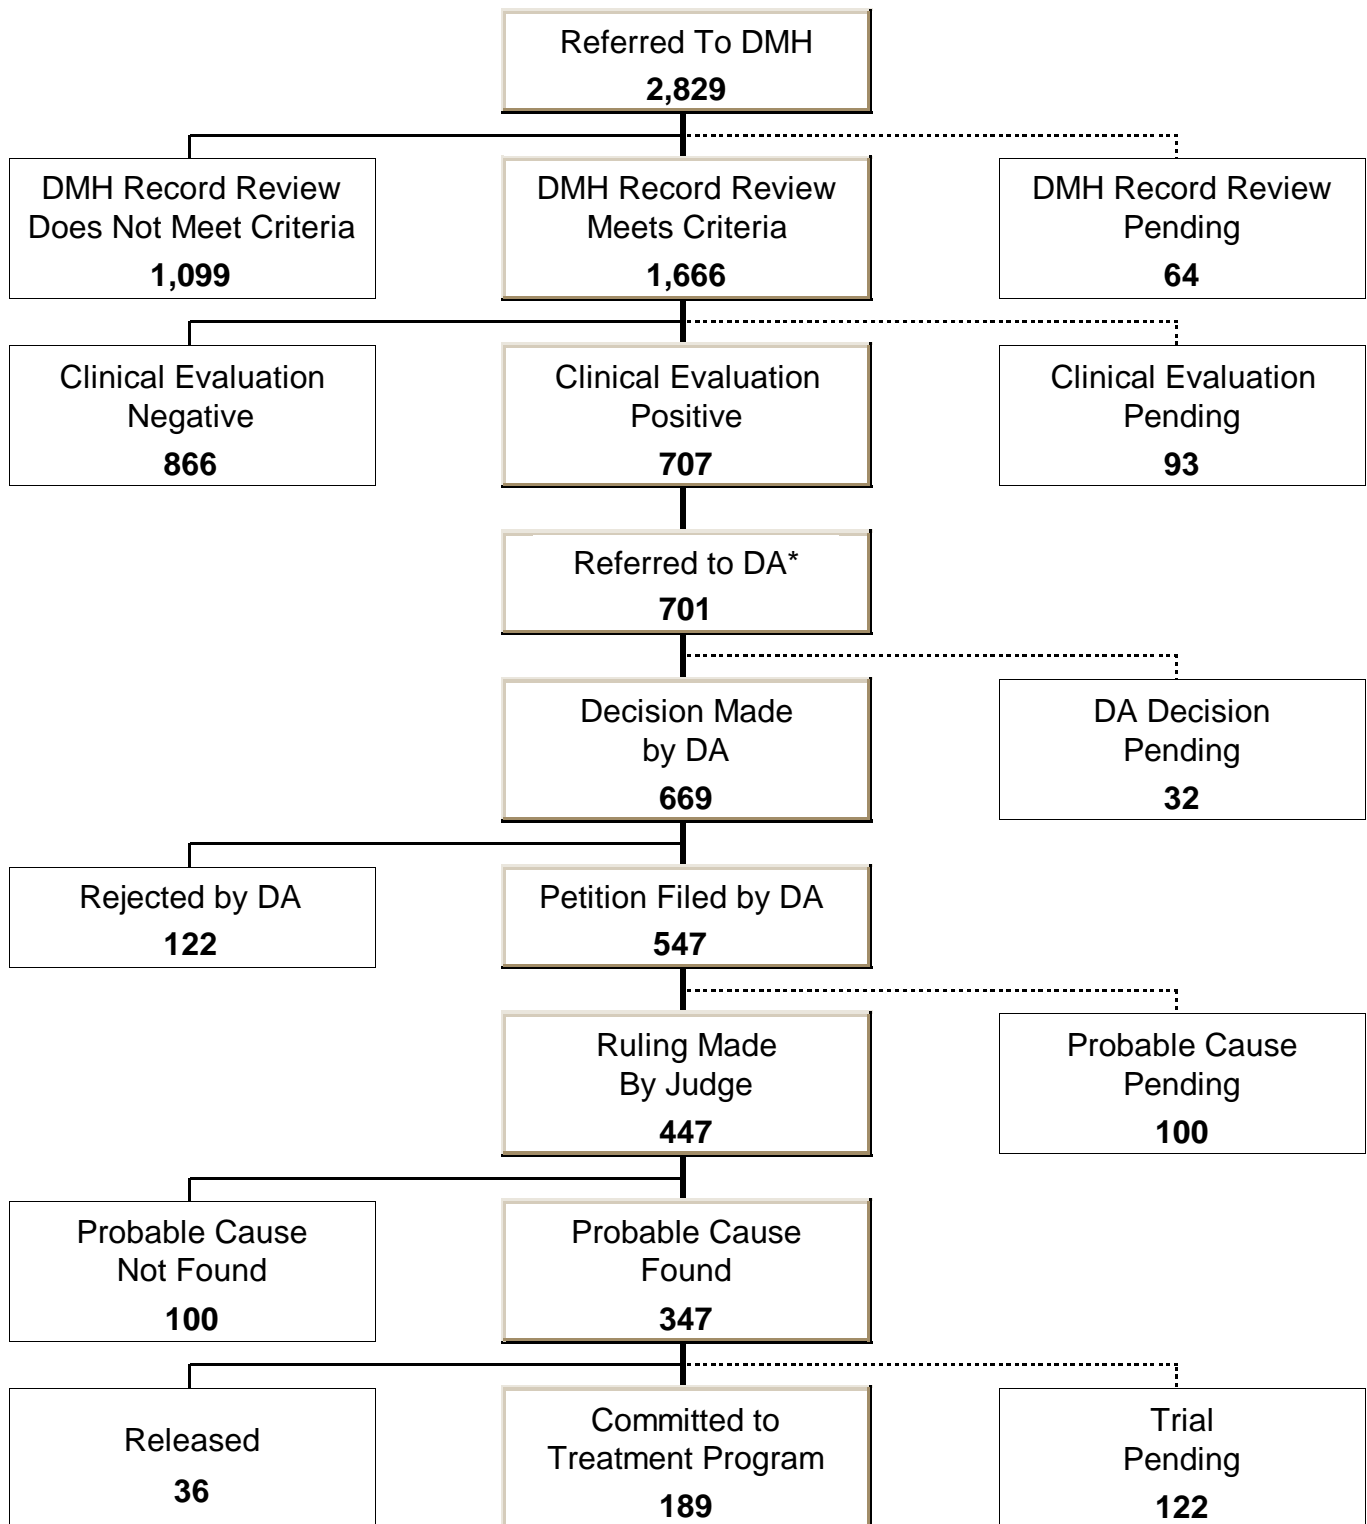 Referred To DMH
2,829
DMH Record Review
Does Not Meet Criteria
1,099
DMH Record Review
Meets Criteria
1,666
DMH Record Review
Pending
64
Clinical Evaluation
Negative
866
Clinical Evaluation
Positive
707
Clinical Evaluation
Pending
93
Referred to DA*
701
Decision Made
by DA
669
DA Decision
Pending
32
Rejected by DA
122
Petition Filed by DA
547
Ruling Made
By Judge
447
Probable Cause
Pending
100
Probable Cause
Not Found
100
Probable Cause
Found
347
Released
36
Committed to
Treatment Program
189
Trial
Pending
122